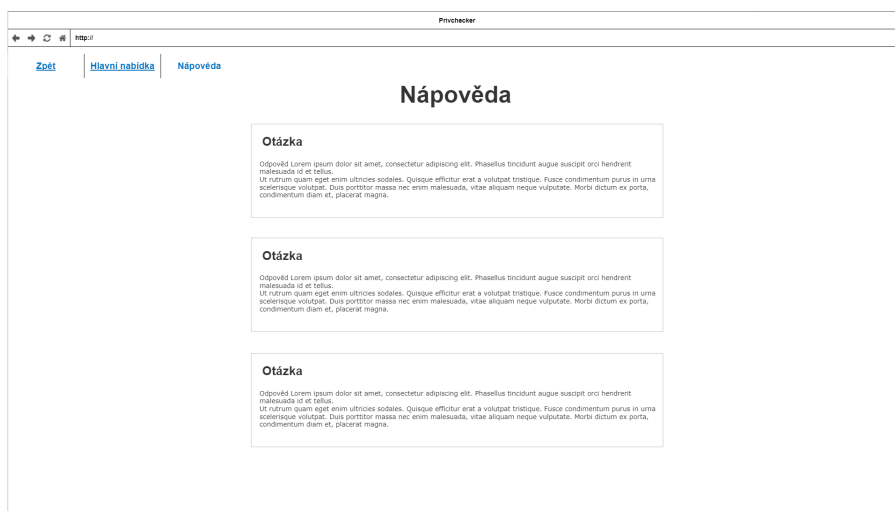 Privchecker
http://
Zpět
Hlavní nabídka
Nápověda
Nápověda
Otázka
Odpověd Lorem ipsum dolor sit amet, consectetur adipiscing elit. Phasellus tincidunt augue suscipit orci hendrerit
malesuada id et tellus.
Ut rutrum quam eget enim ultricies sodales. Quisque efficitur erat a volutpat tristique. Fusce condimentum purus in urna
scelerisque volutpat. Duis porttitor massa nec enim malesuada, vitae aliquam neque vulputate. Morbi dictum ex porta,
condimentum diam et, placerat magna.
Otázka
Odpověd Lorem ipsum dolor sit amet, consectetur adipiscing elit. Phasellus tincidunt augue suscipit orci hendrerit
malesuada id et tellus.
Ut rutrum quam eget enim ultricies sodales. Quisque efficitur erat a volutpat tristique. Fusce condimentum purus in urna
scelerisque volutpat. Duis porttitor massa nec enim malesuada, vitae aliquam neque vulputate. Morbi dictum ex porta,
condimentum diam et, placerat magna.
Otázka
Odpověd Lorem ipsum dolor sit amet, consectetur adipiscing elit. Phasellus tincidunt augue suscipit orci hendrerit
malesuada id et tellus.
Ut rutrum quam eget enim ultricies sodales. Quisque efficitur erat a volutpat tristique. Fusce condimentum purus in urna
scelerisque volutpat. Duis porttitor massa nec enim malesuada, vitae aliquam neque vulputate. Morbi dictum ex porta,
condimentum diam et, placerat magna.